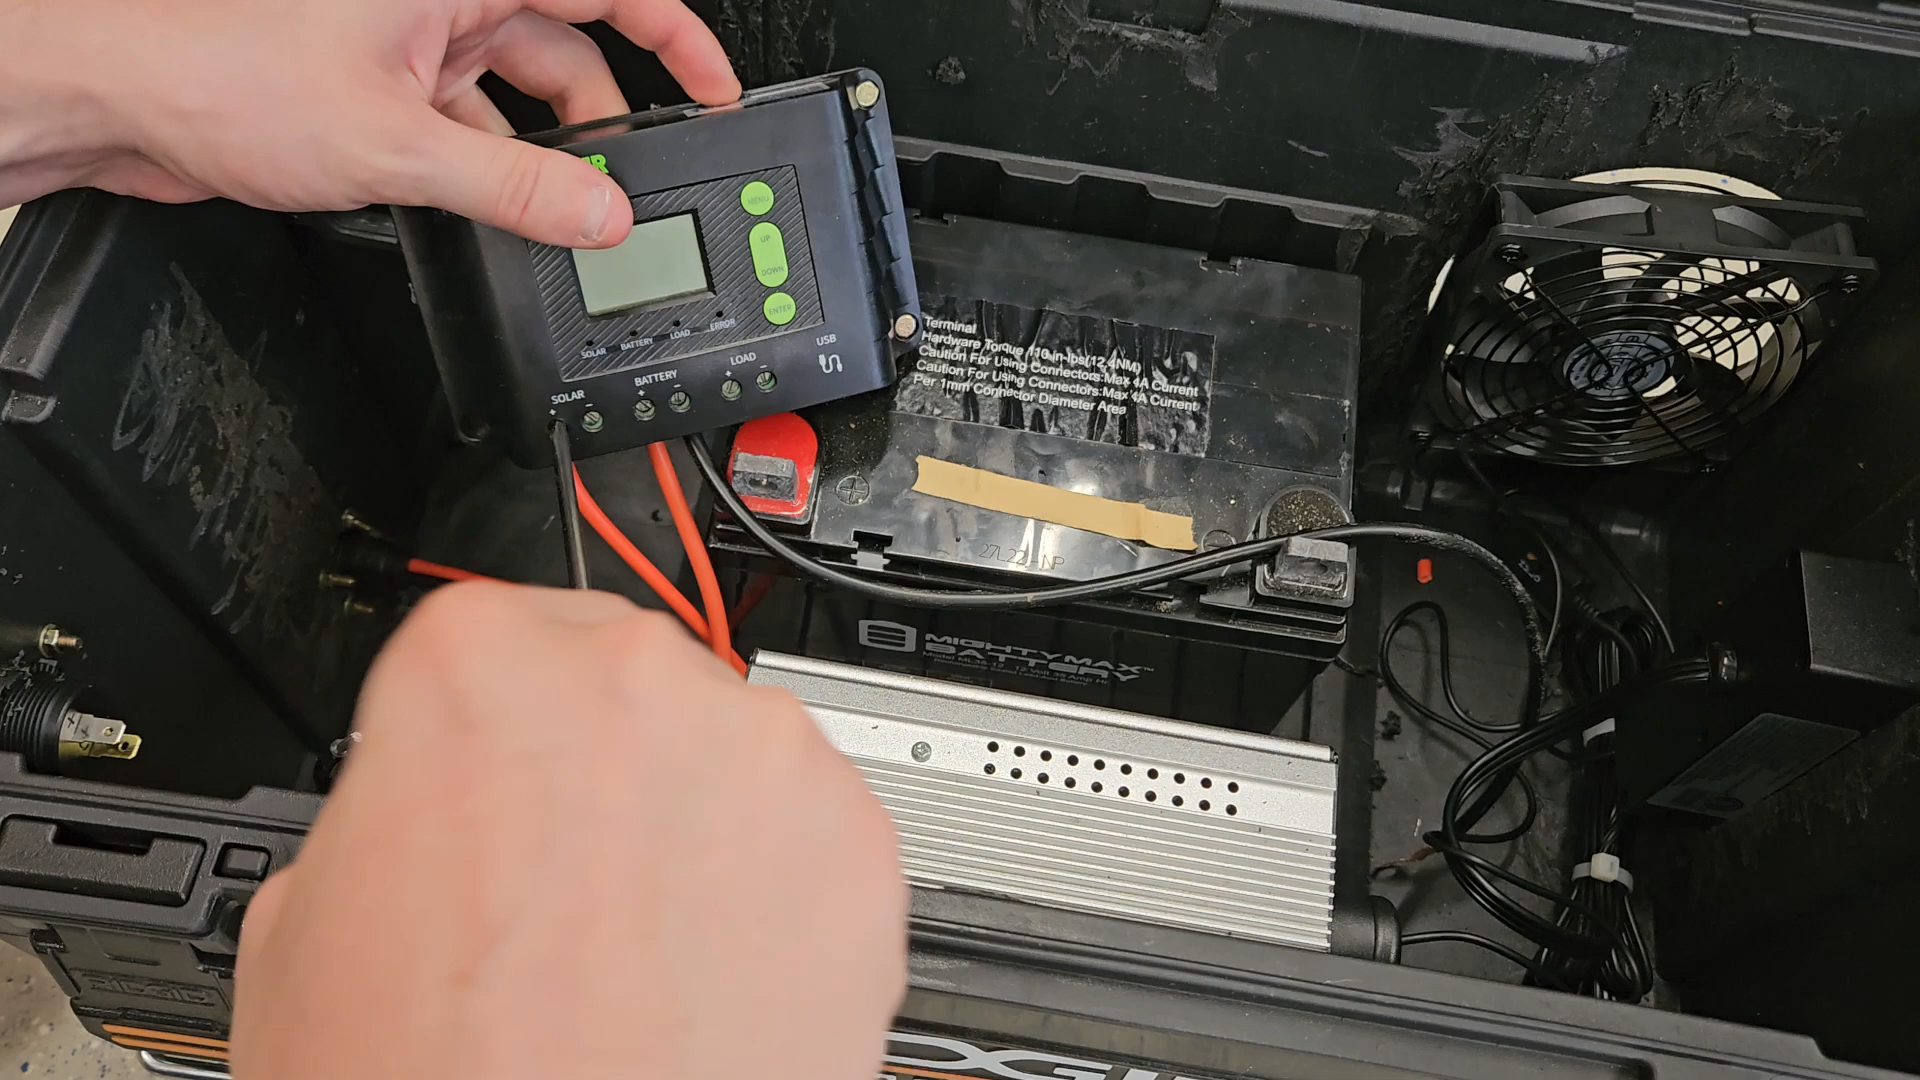 MENU
UP
DOWN
ENTER
SOLAR
BATTERY
LOAD
ERROR
USB
LOAD
+ -
BATTERY
+ -
SOLAR
+ -
Terminal
Hardware Torque 110 in-lbs(12.4NM)
Caution For Using Connectors:Max 4A Current
Caution For Using Connectors:Max 4A Current
Per 1mm Connector Diameter Area
MIGHTYMAX™
BATTERY
RIDGID